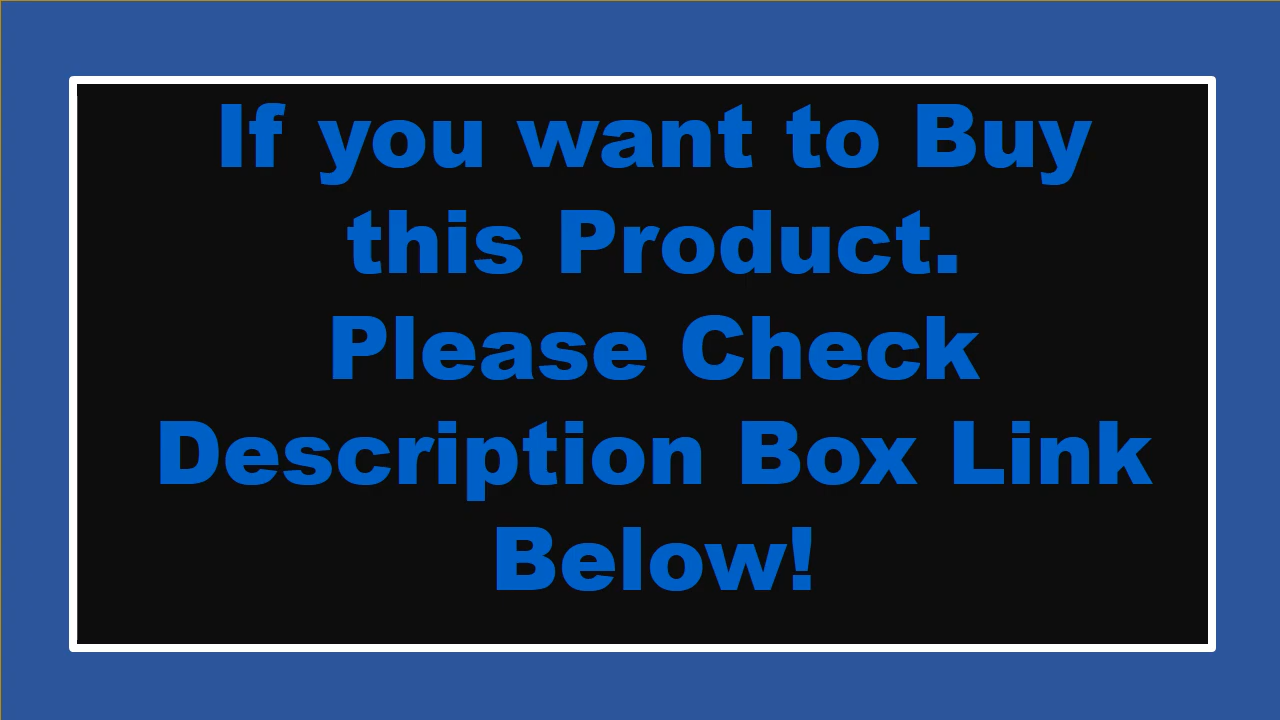 If you want to Buy
this Product.
Please Check
Description Box Link
Below!